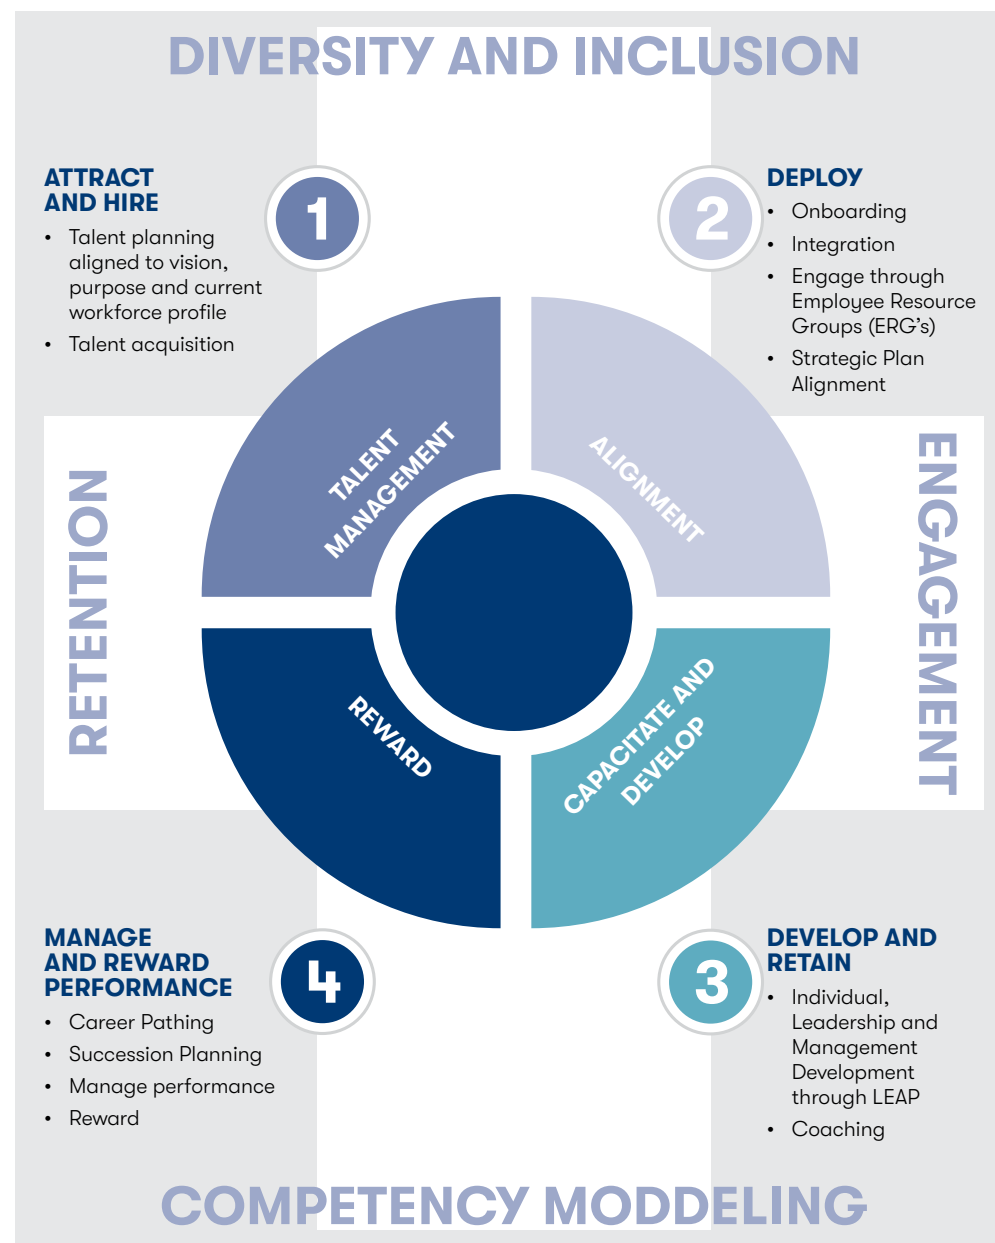 DIVERSITY AND INCLUSION
ATTRACT
AND HIRE
• Talent planning
aligned to vision,
purpose and current
workforce profile
• Talent acquisition
1
2
DEPLOY
• Onboarding
• Integration
• Engage through
Employee Resource
Groups (ERG’s)
• Strategic Plan
Alignment
RETENTION
TALENT
MANAGEMENT
ALIGNMENT
ENGAGEMENT
REWARD
CAPACITATE AND
DEVELOP
MANAGE
AND REWARD
PERFORMANCE
• Career Pathing
• Succession Planning
• Manage performance
• Reward
4
3
DEVELOP AND
RETAIN
• Individual,
Leadership and
Management
Development
through LEAP
• Coaching
COMPETENCY MODDELING